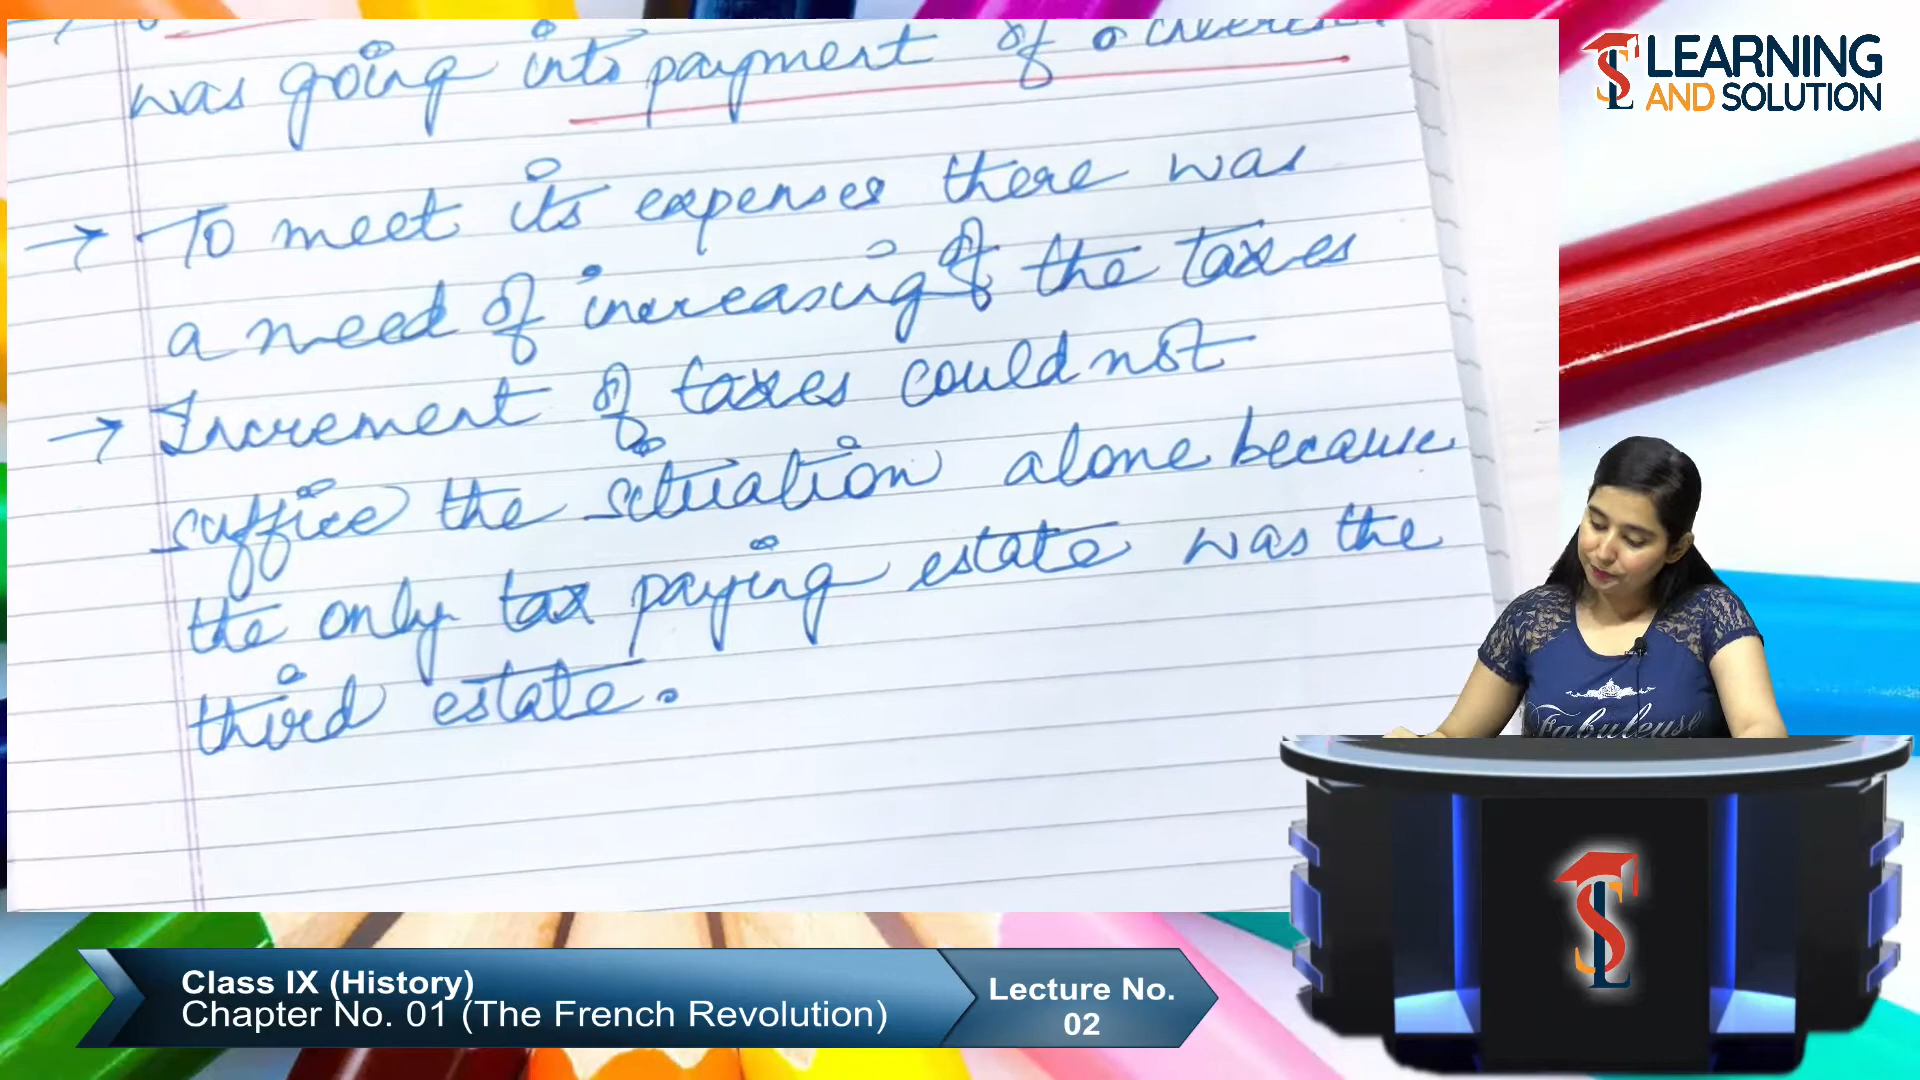 was going into payment of
→ To meet its expenses there was
a need of increasing of the taxes
→ Increment of taxes could not
suffice the situation alone because
the only tax paying estate was the
third estate.
LEARNING
AND SOLUTION
Fabuleuse
Class IX (History)
Chapter No. 01 (The French Revolution)
Lecture No.
02